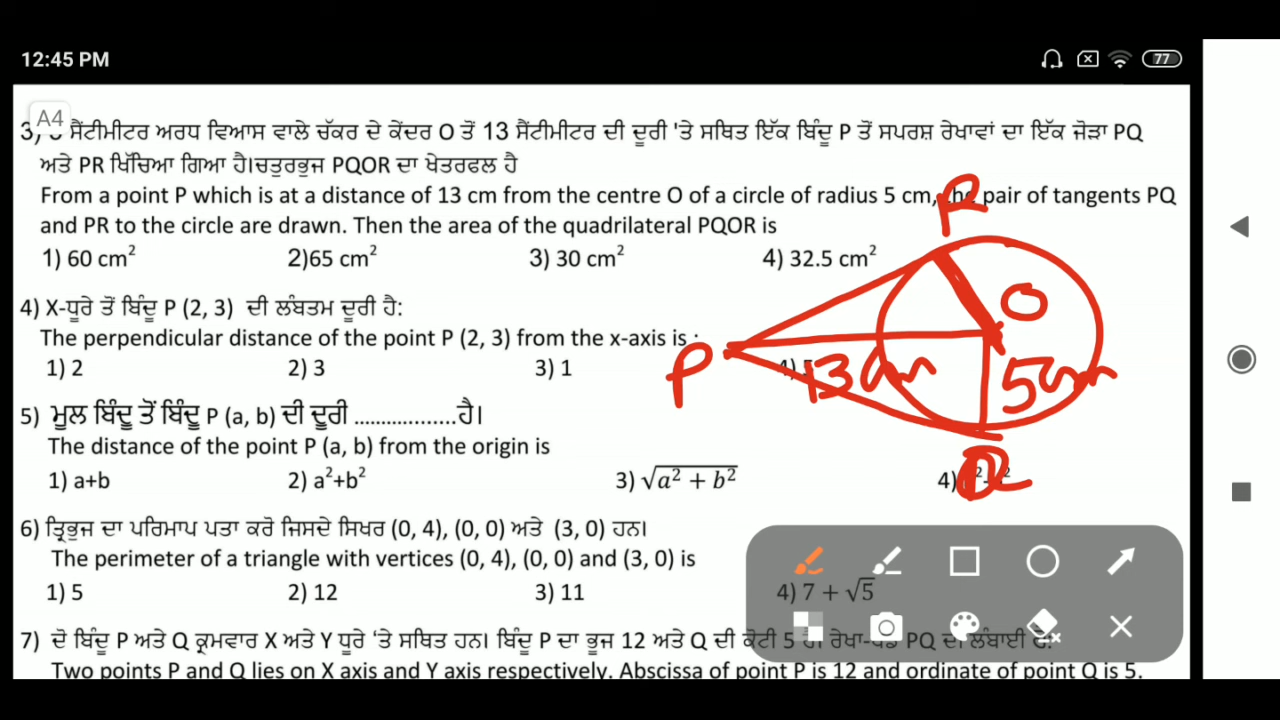 12:45 PM
77
A4
ਸੈਂਟੀਮੀਟਰ ਅਰਧ ਵਿਆਸ ਵਾਲੇ ਚੱਕਰ ਦੇ ਕੇਂਦਰ O ਤੋਂ 13 ਸੈਂਟੀਮੀਟਰ ਦੀ ਦੂਰੀ 'ਤੇ ਸਥਿਤ ਇੱਕ ਬਿੰਦੂ P ਤੋਂ ਸਪਰਸ਼ ਰੇਖਾਵਾਂ ਦਾ ਇੱਕ ਜੋੜਾ PQ
ਅਤੇ PR ਖਿੱਚਿਆ ਗਿਆ ਹੈ।ਚਤੁਰਭੁਜ PQOR ਦਾ ਖੇਤਰਫਲ ਹੈ
From a point P which is at a distance of 13 cm from the centre O of a circle of radius 5 cm, the pair of tangents PQ
and PR to the circle are drawn. Then the area of the quadrilateral PQOR is
1) 60 cm² 2)65 cm² 3) 30 cm² 4) 32.5 cm²
R
O
P
13 cm
5 cm
Q
4) X-ਧੂਰੇ ਤੋਂ ਬਿੰਦੂ P (2, 3) ਦੀ ਲੰਬਤਮ ਦੂਰੀ ਹੈ:
The perpendicular distance of the point P (2, 3) from the x-axis is :
1) 2 2) 3 3) 1 4)
5) ਮੂਲ ਬਿੰਦੂ ਤੋਂ ਬਿੰਦੂ P (a, b) ਦੀ ਦੂਰੀ ...................ਹੈ।
The distance of the point P (a, b) from the origin is
1) a+b 2) a²+b² 3) √(a² + b²) 4)
6) ਤ੍ਰਿਭੁਜ ਦਾ ਪਰਿਮਾਪ ਪਤਾ ਕਰੋ ਜਿਸਦੇ ਸਿਖਰ (0, 4), (0, 0) ਅਤੇ (3, 0) ਹਨ।
The perimeter of a triangle with vertices (0, 4), (0, 0) and (3, 0) is
1) 5 2) 12 3) 11 4) 7 + √5
7) ਦੋ ਬਿੰਦੂ P ਅਤੇ Q ਕ੍ਰਮਵਾਰ X ਅਤੇ Y ਧੂਰੇ 'ਤੇ ਸਥਿਤ ਹਨ। ਬਿੰਦੂ P ਦਾ ਭੁਜ 12 ਅਤੇ Q ਦੀ ਕੋਟੀ 5 ਹੈ। PQ ਦੀ ਲੰਬਾਈ ਹੈ:
Two points P and Q lies on X axis and Y axis respectively. Abscissa of point P is 12 and ordinate of point Q is 5.